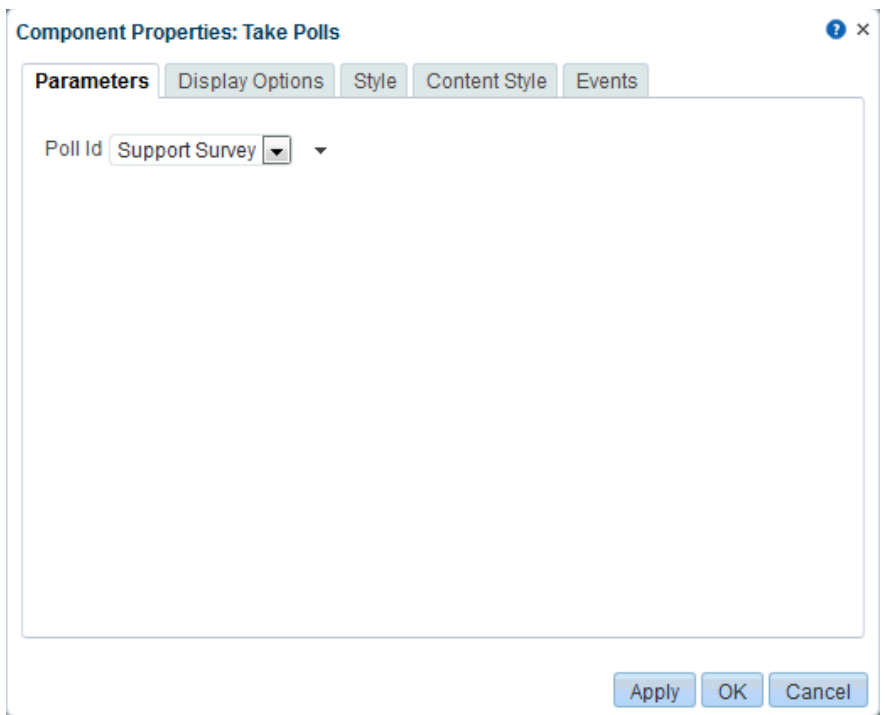 Component Properties: Take Polls
Parameters Display Options Style Content Style Events
Poll Id Support Survey
Apply OK Cancel